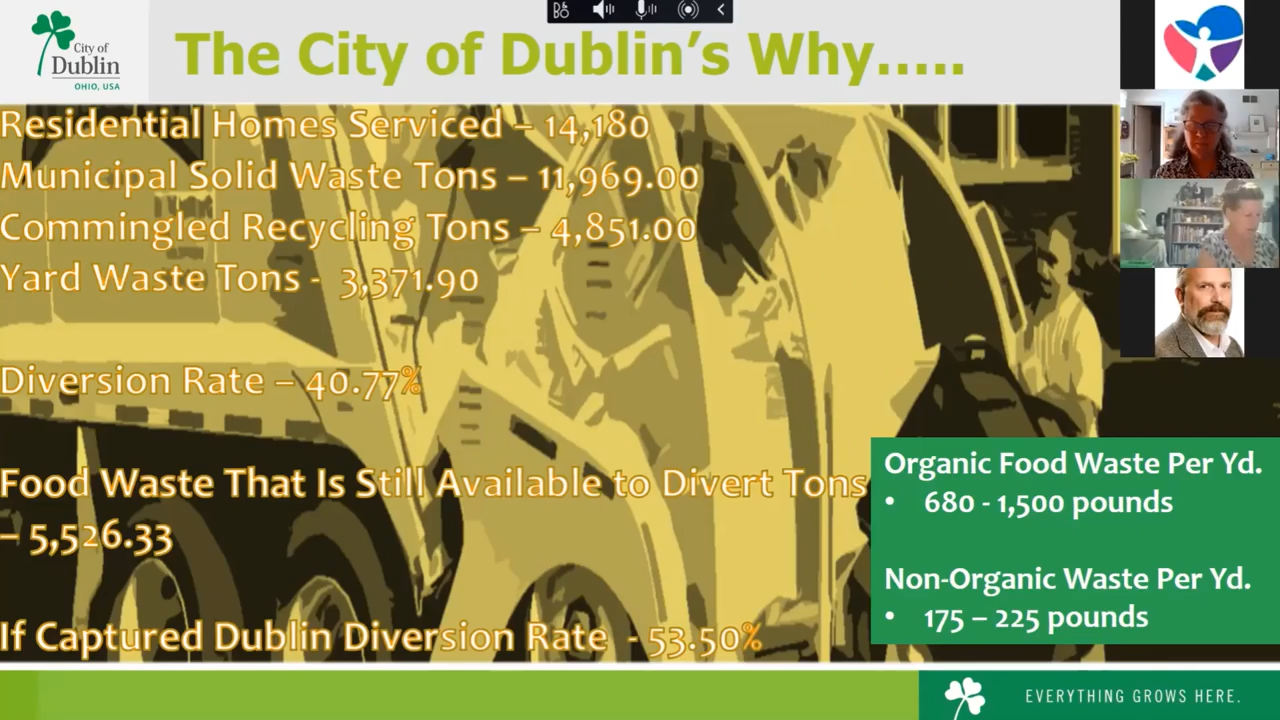 City of
Dublin
OHIO, USA
The City of Dublin's Why…..
Residential Homes Serviced – 14,180
Municipal Solid Waste Tons – 11,969.00
Commingled Recycling Tons – 4,851.00
Yard Waste Tons - 3,371.90
Diversion Rate – 40.77%
Food Waste That Is Still Available to Divert Tons
– 5,526.33
If Captured Dublin Diversion Rate - 53.50%
Organic Food Waste Per Yd.
• 680 - 1,500 pounds
Non-Organic Waste Per Yd.
• 175 – 225 pounds
EVERYTHING GROWS HERE.